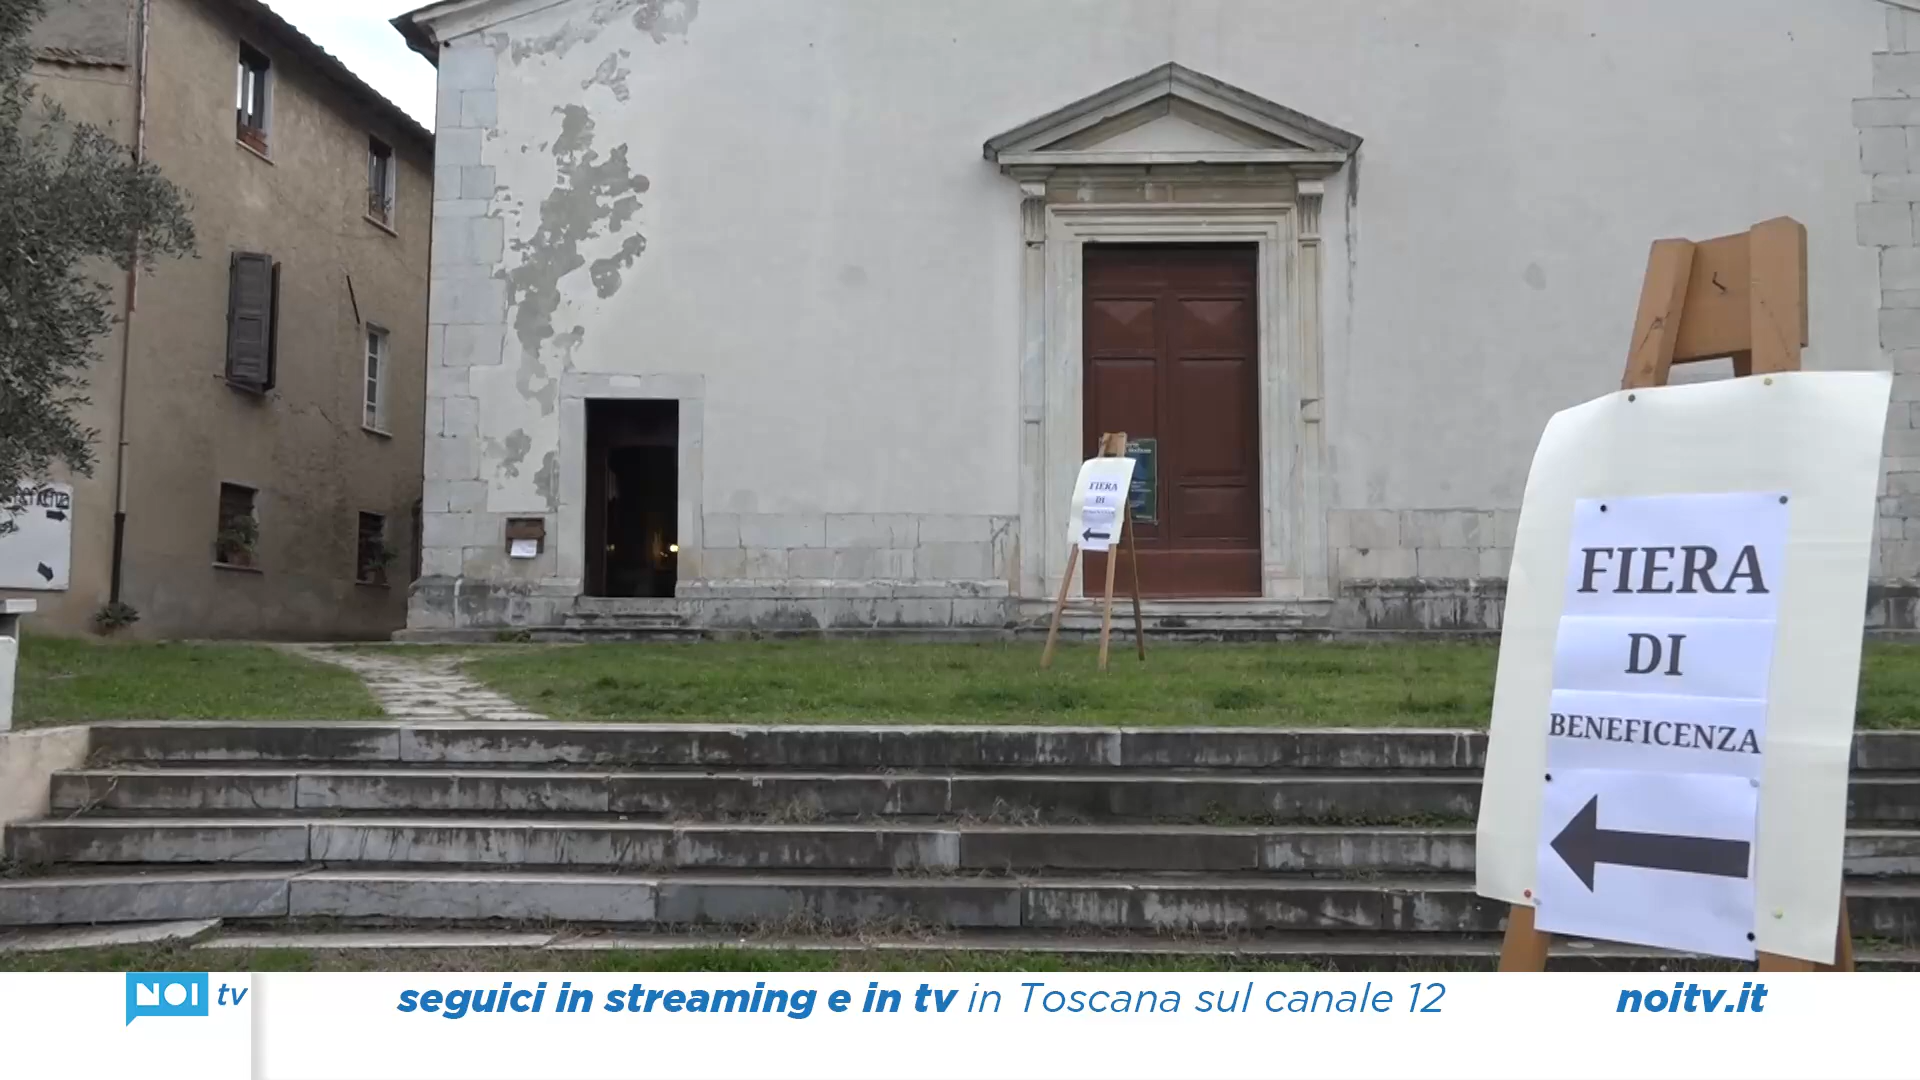 FIERA
DI
FIERA
DI
BENEFICENZA
NOI tv
seguici in streaming e in tv in Toscana sul canale 12
noitv.it